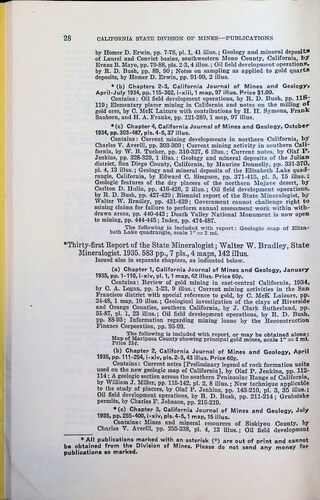 28 CALIFORNIA STATE DIVISION OF MINES—PUBLICATIONS
by Homer D. Erwin, pp. 7-78, pl. 1, 41 illus.; Geology and mineral deposits
of Laurel and Convict basins, southwestern Mono County, California, by
Evans B. Mayo, pp. 79-88, pls. 2-3, 4 illus.; Oil field development operations,
by R. D. Bush, pp. 89, 90; Notes on sampling as applied to gold quartz
deposits, by Homer D. Erwin, pp. 91-99, 2 illus.
* (b) Chapters 2-3, California Journal of Mines and Geology,
April-July 1934, pp. 115-302, i-xiii, 1 map, 97 illus. Price $1.00.
Contains: Oil field development operations, by R. D. Bush, pp. 118-
119; Elementary placer mining in California and notes on the milling of
gold ores, by C. McK Laizure with contributions by H. H. Symons, Frank
Sanborn, and H. A. Franke, pp. 121-289, 1 map, 97 illus.
*(c) Chapter 4, California Journal of Mines and Geology, October
1934, pp. 303-487, pls. 4-5, 37 illus.
Contains: Current mining developments in northern California, by
Charles V. Averill, pp. 303-309; Current mining activity in southern Cali-
fornia, by W. B. Tucker, pp. 310-327, 6 illus.; Current notes, by Olaf P.
Jenkins, pp. 328-329, 1 illus.; Geology and mineral deposits of the Julian
district, San Diego County, California, by Maurice Donnelly, pp. 331-370,
pl. 4, 13 illus.; Geology and mineral deposits of the Elizabeth Lake quad-
rangle, California, by Edward C. Simpson, pp. 371-415, pl. 5, 15 illus.;
Geologic features of the dry placers of the northern Mojave desert, by
Carlton D. Hulin, pp. 416-426, 2 illus.; Oil field development operations,
by R. D. Bush, pp. 427-429; Biennial report of the State Mineralogist, by
Walter W. Bradley, pp. 431-439; Government cannot challenge right to
mining claims for failure to perform annual assessment work within with-
drawn areas, pp. 440-443; Death Valley National Monument is now open
to mining, pp. 444-445; Index, pp. 474-487.
The following is included with report: Geologic map of Eliza-
beth Lake quadrangle, scale 1" = 2 mi.
*Thirty-first Report of the State Mineralogist; Walter W. Bradley, State
Mineralogist. 1935. 583 pp., 7 pls., 4 maps, 142 illus.
Issued also in separate chapters, as indicated below.
(a) Chapter 1, California Journal of Mines and Geology, January
1935, pp. 1-110, i-xiv, pl. 1, 1 map, 42 illus. Price 60¢.
Contains: Review of gold mining in east-central California, 1934,
by C. A. Logan, pp. 1-23, 9 illus.; Current mining activities in the San
Francisco district with special reference to gold, by C. McK Laizure, pp.
24-48, 1 map, 10 illus.; Geological investigation of the clays of Riverside
and Orange Counties, southern California, by J. Clark Sutherland, pp.
51-87, pl. 1, 23 illus.; Oil field development operations, by R. D. Bush,
pp. 88-93; Information regarding mining loans by the Reconstruction
Finance Corporation, pp. 95-99.
The following is included with report, or may be obtained alone:
Map of Mariposa County showing principal gold mines, scale 1" = 1 mi.
Price 25¢.
(b) Chapter 2, California Journal of Mines and Geology, April
1935, pp. 111-254, i-xiv, pls. 2-3, 43 illus. Price 60¢.
Contains: Current notes [Preliminary legend of rock formation units
used on the new geologic map of California], by Olaf P. Jenkins, pp. 112-
114; A geologic section across the southern Peninsular Range of California,
by William J. Miller, pp. 115-142, pl. 2, 8 illus.; New technique applicable
to the study of placers, by Olaf P. Jenkins, pp. 143-210, pl. 3, 35 illus.;
Oil field development operations, by R. D. Bush, pp. 211-214; Grubstake
permits, by Charles P. Johnson, pp. 215-219.
* (c) Chapter 3, California Journal of Mines and Geology, July
1935, pp. 255-400, i-xiv, pls. 4-5, 1 map, 15 illus.
Contains: Mines and mineral resources of Siskiyou County, by
Charles V. Averill, pp. 255-338, pl. 4, 13 illus.; Oil field development
* All publications marked with an asterisk (*) are out of print and cannot
be obtained from the Division of Mines. Please do not send any money for
publications so marked.